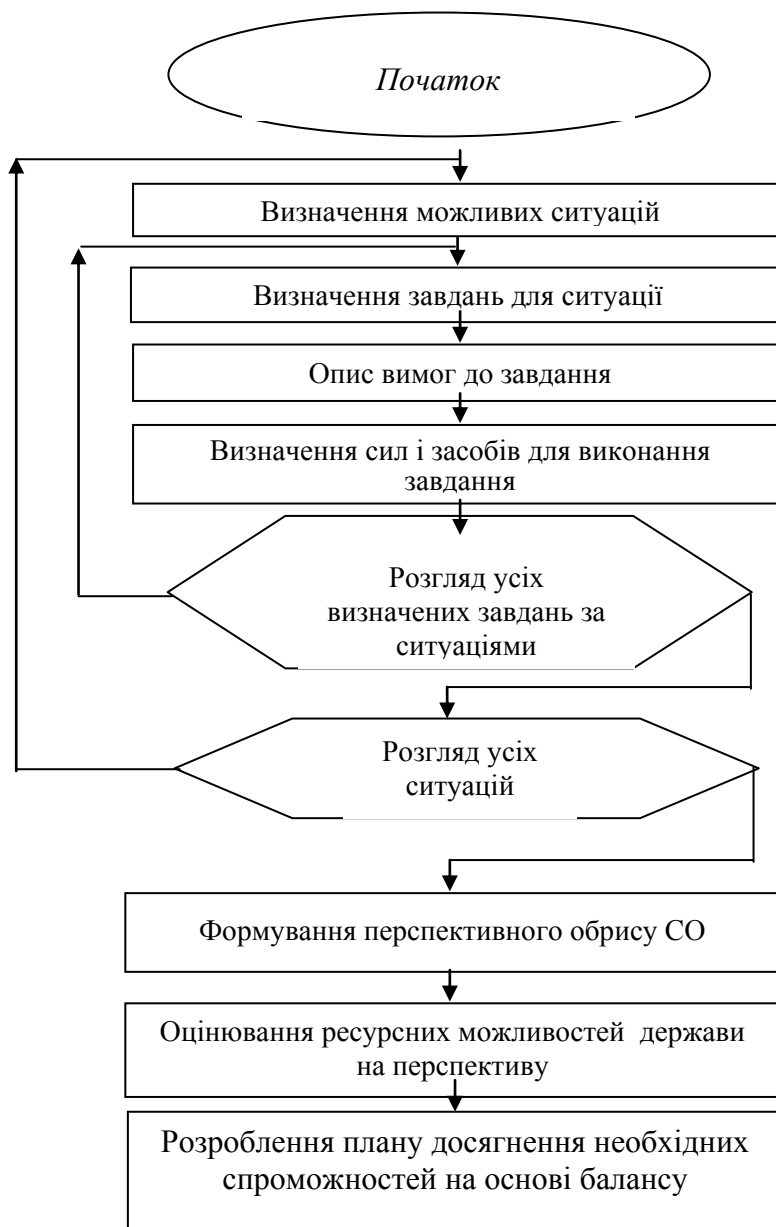 Початок
Визначення можливих ситуацій
Визначення завдань для ситуації
Опис вимог до завдання
Визначення сил і засобів для виконання
завдання
Розгляд усіх
визначених завдань за
ситуаціями
Розгляд усіх
ситуацій
Формування перспективного обрису СО
Оцінювання ресурсних можливостей держави
на перспективу
Розроблення плану досягнення необхідних
спроможностей на основі балансу